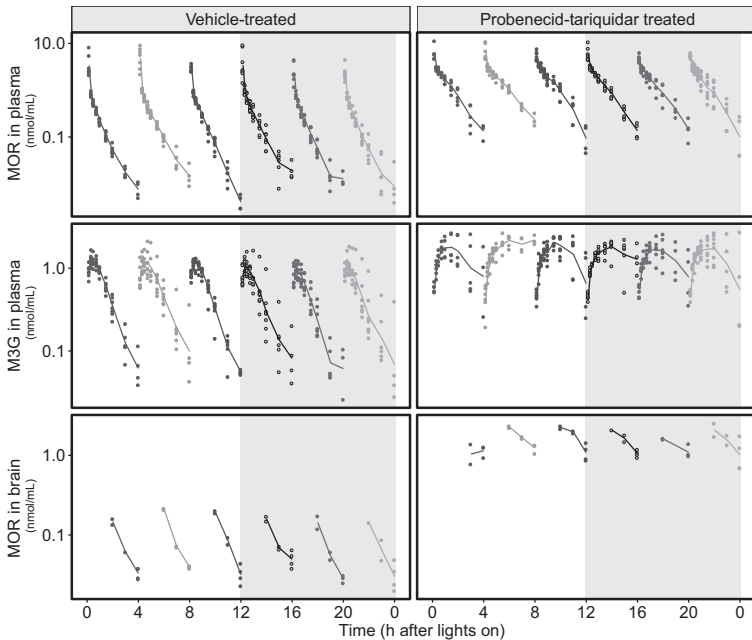 Vehicle-treated
Probenecid-tariquidar treated
MOR in plasma
(nmol/mL)
10.0
0.1
M3G in plasma
(nmol/mL)
1.0
0.1
MOR in brain
(nmol/mL)
1.0
0.1
0 4 8 12 16 20 0
0 4 8 12 16 20 0
Time (h after lights on)